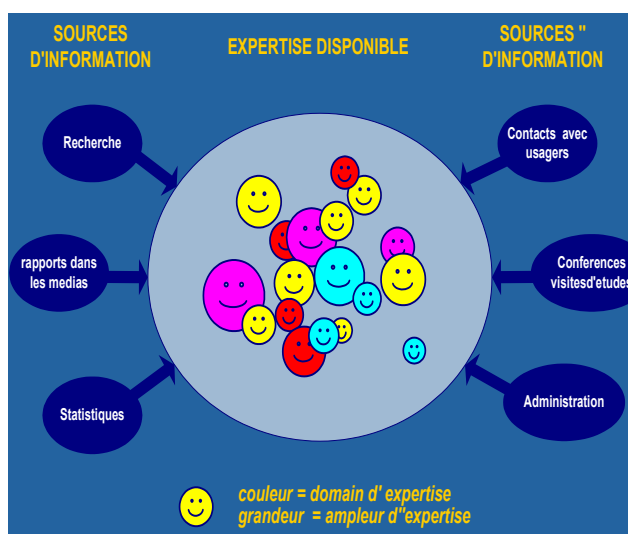 SOURCES
D'INFORMATION
EXPERTISE DISPONIBLE
SOURCES "
D'INFORMATION
Recherche
Contacts avec
usagers
rapports dans
les medias
Conferences
visitesd'etudes
Statistiques
Administration
couleur = domain d' expertise
grandeur = ampleur d"expertise